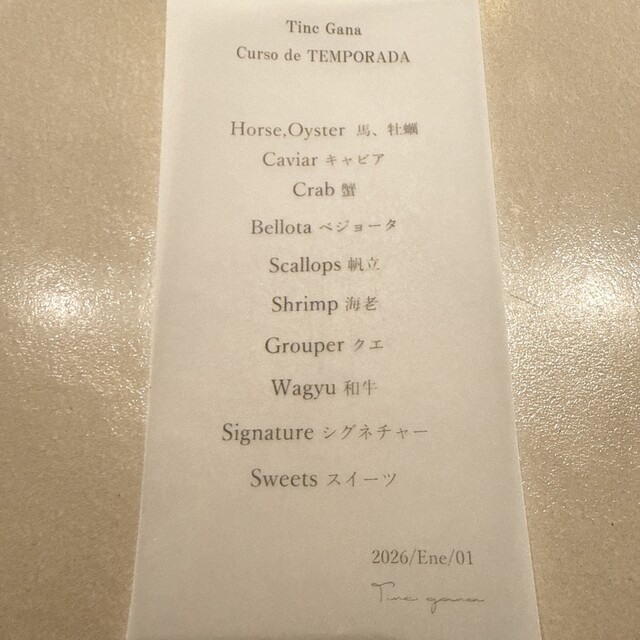 Tinc Gana
Curso de TEMPORADA
Horse,Oyster 馬、牡蠣
Caviar キャビア
Crab 蟹
Bellota ベジョータ
Scallops 帆立
Shrimp 海老
Grouper クエ
Wagyu 和牛
Signature シグネチャー
Sweets スイーツ
2026/Ene/01
Tinc gana